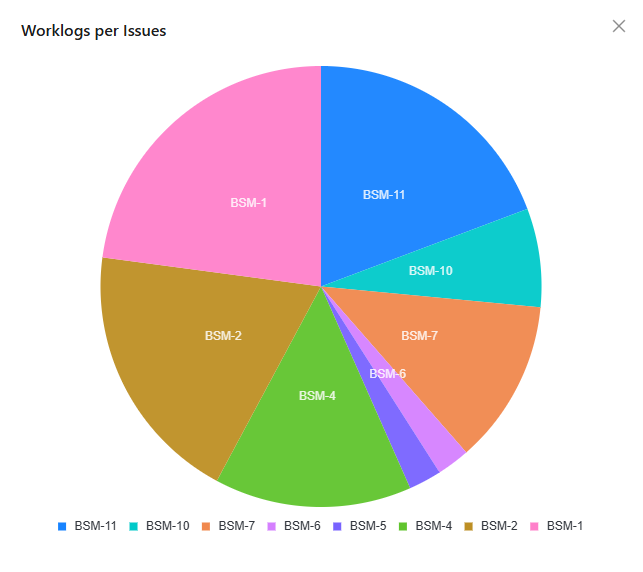 Worklogs per Issues
BSM-1
BSM-11
BSM-10
BSM-2
BSM-7
BSM-6
BSM-4
BSM-11 BSM-10 BSM-7 BSM-6 BSM-5 BSM-4 BSM-2 BSM-1